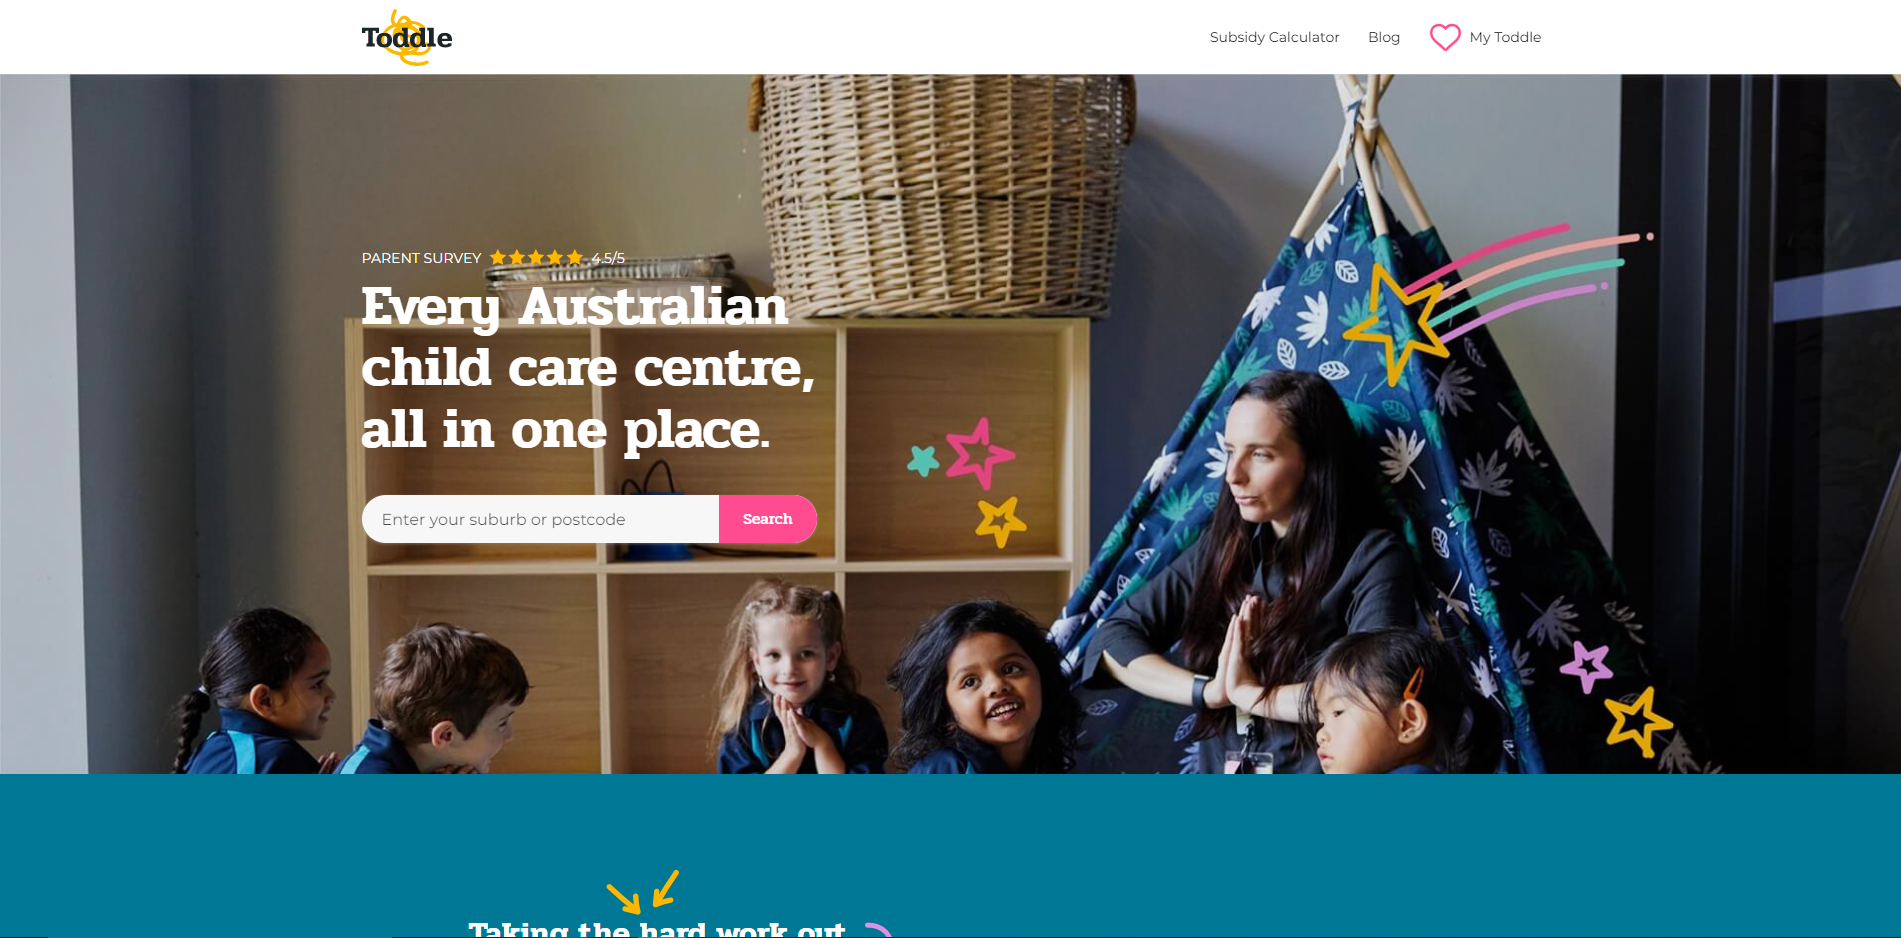 Toddle
Subsidy Calculator
Blog
My Toddle
PARENT SURVEY 4.5/5
Every Australian
child care centre,
all in one place.
Enter your suburb or postcode
Search
Taking the hard work out